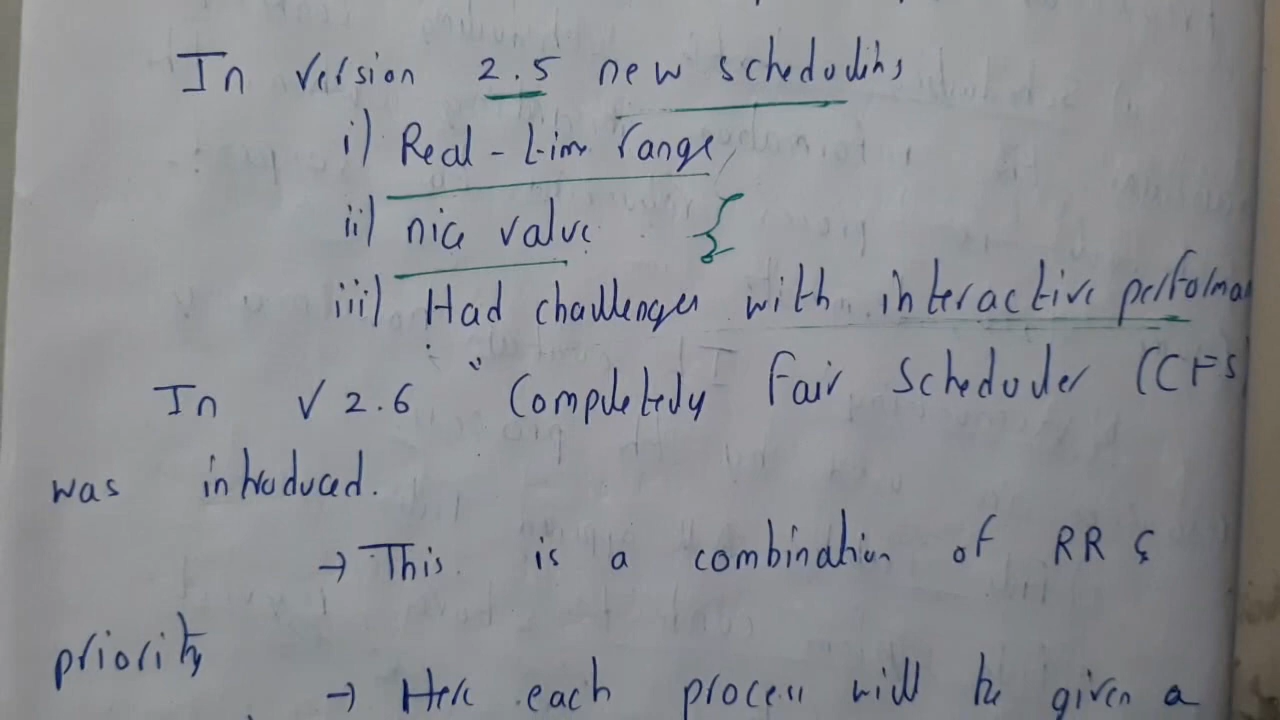 In version 2.5 new scheduling
i) Real-time range,
ii) nice value
iii) Had challenges with interactive performa
In v 2.6 "Completely Fair Scheduler (CFS)
was introduced.
→ This is a combination of RR &
priority
→ Here each process will be given a